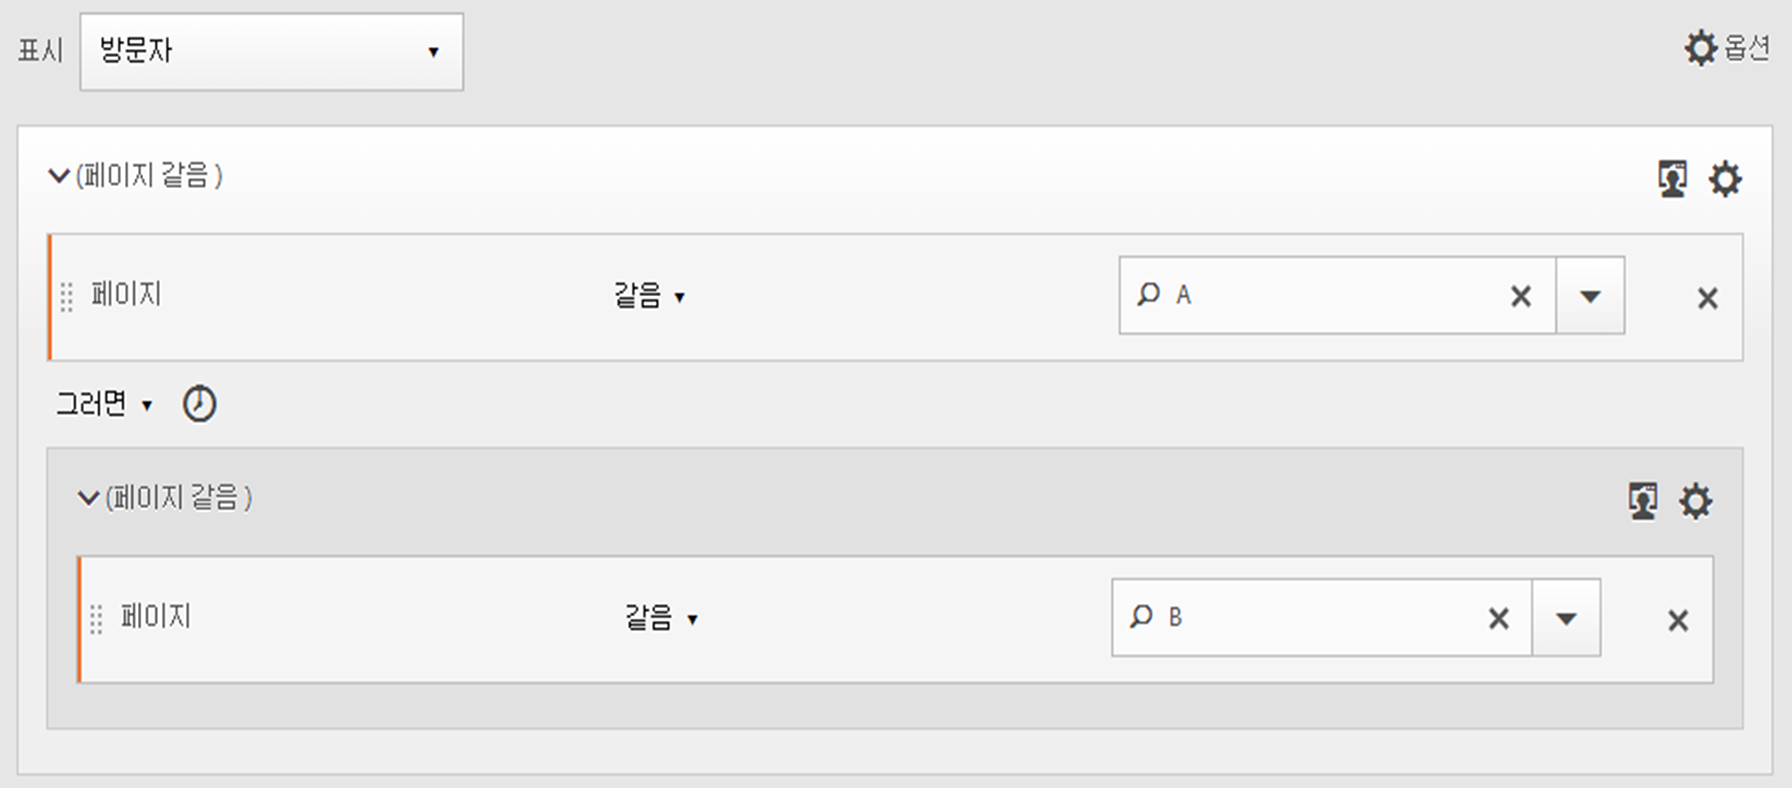 표시 방문자 옵션
(페이지 같음 )
페이지 같음 A
그러면
(페이지 같음 )
페이지 같음 B